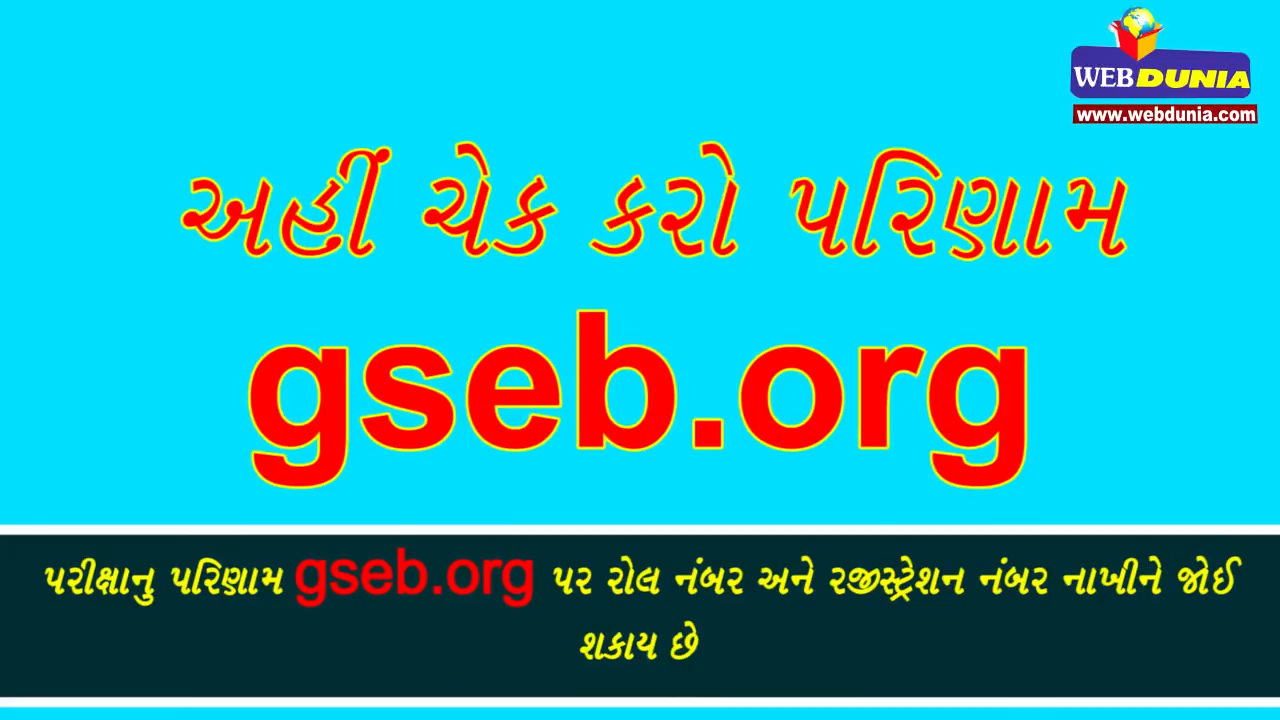 WEBDUNIA
www.webdunia.com
અહીં ચેક કરો પરિણામ
gseb.org
પરીક્ષાનુ પરિણામ gseb.org પર રોલ નંબર અને રજીસ્ટ્રેશન નંબર નાખીને જોઈ
શકાય છે